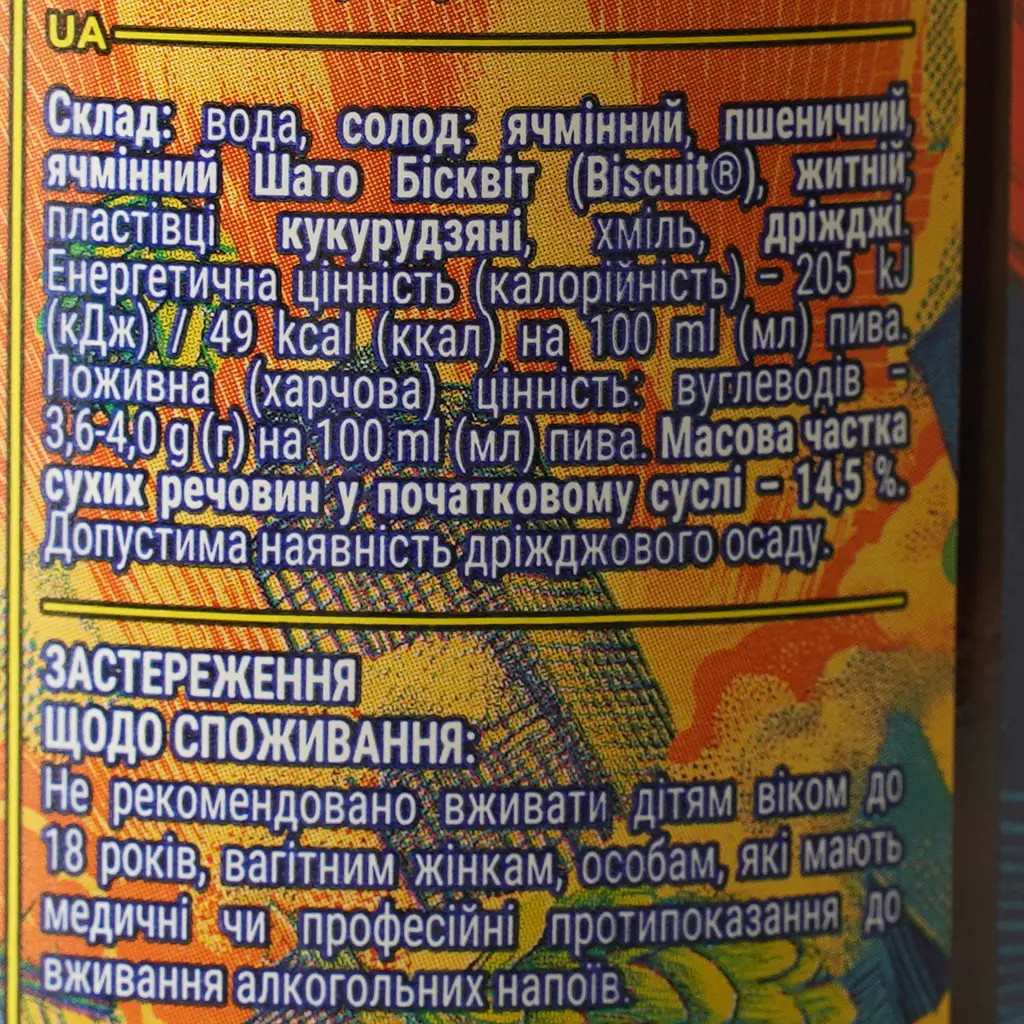 UA
Склад: вода, солод: ячмінний, пшеничний,
ячмінний Шато Бісквіт (Biscuit®), житній;
пластівці кукурудзяні, хміль, дріжджі.
Енергетична цінність (калорійність) – 205 kJ
(кДж) / 49 kcal (ккал) на 100 ml (мл) пива.
Поживна (харчова) цінність: вуглеводів –
3,6-4,0 g (г) на 100 ml (мл) пива. Масова частка
сухих речовин у початковому суслі – 14,5 %.
Допустима наявність дріжджового осаду.
ЗАСТЕРЕЖЕННЯ
ЩОДО СПОЖИВАННЯ:
Не рекомендовано вживати дітям віком до
18 років, вагітним жінкам, особам, які мають
медичні чи професійні протипоказання до
вживання алкогольних напоїв.